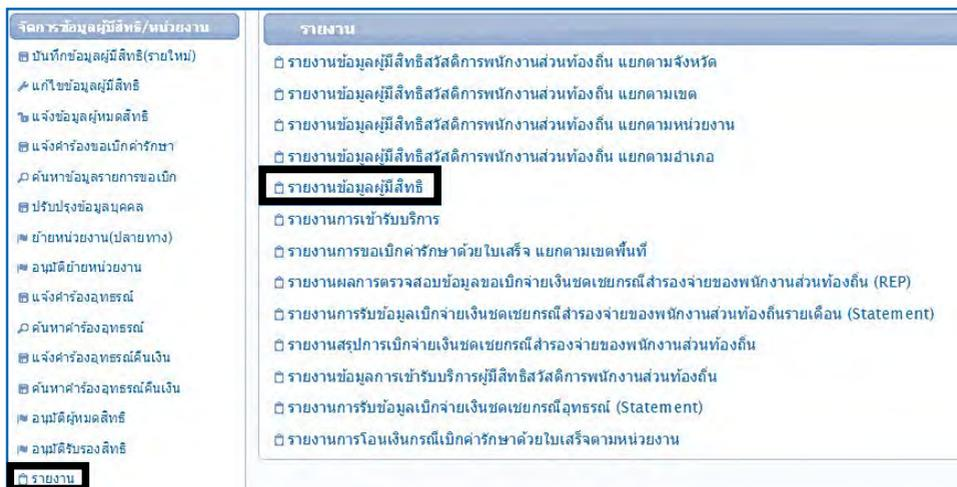 จัดการข้อมูลผู้มีสิทธิ/หน่วยงาน
บันทึกข้อมูลผู้มีสิทธิ(รายใหม่)
แก้ไขข้อมูลผู้มีสิทธิ
แจ้งข้อมูลผู้หมดสิทธิ
แจ้งคำร้องขอเบิกค่ารักษา
ค้นหาข้อมูลรายการขอเบิก
ปรับปรุงข้อมูลบุคคล
ย้ายหน่วยงาน(ปลายทาง)
อนุมัติย้ายหน่วยงาน
แจ้งคำร้องอุทธรณ์
ค้นหาคำร้องอุทธรณ์
แจ้งคำร้องอุทธรณ์คืนเงิน
ค้นหาคำร้องอุทธรณ์คืนเงิน
อนุมัติผู้หมดสิทธิ
อนุมัติรับรองสิทธิ
รายงาน
รายงาน
รายงานข้อมูลผู้มีสิทธิสวัสดิการพนักงานส่วนท้องถิ่น แยกตามจังหวัด
รายงานข้อมูลผู้มีสิทธิสวัสดิการพนักงานส่วนท้องถิ่น แยกตามเขต
รายงานข้อมูลผู้มีสิทธิสวัสดิการพนักงานส่วนท้องถิ่น แยกตามหน่วยงาน
รายงานข้อมูลผู้มีสิทธิสวัสดิการพนักงานส่วนท้องถิ่น แยกตามอำเภอ
รายงานข้อมูลผู้มีสิทธิ
รายงานการเข้ารับบริการ
รายงานการขอเบิกค่ารักษาด้วยใบเสร็จ แยกตามเขตพื้นที่
รายงานผลการตรวจสอบข้อมูลขอเบิกจ่ายเงินชดเชยกรณีสำรองจ่ายของพนักงานส่วนท้องถิ่น (REP)
รายงานการรับข้อมูลเบิกจ่ายเงินชดเชยกรณีสำรองจ่ายของพนักงานส่วนท้องถิ่นรายเดือน (Statement)
รายงานสรุปการเบิกจ่ายเงินชดเชยกรณีสำรองจ่ายของพนักงานส่วนท้องถิ่น
รายงานข้อมูลการเข้ารับบริการผู้มีสิทธิสวัสดิการพนักงานส่วนท้องถิ่น
รายงานการรับข้อมูลเบิกจ่ายเงินชดเชยกรณีอุทธรณ์ (Statement)
รายงานการโอนเงินกรณีเบิกค่ารักษาด้วยใบเสร็จตามหน่วยงาน